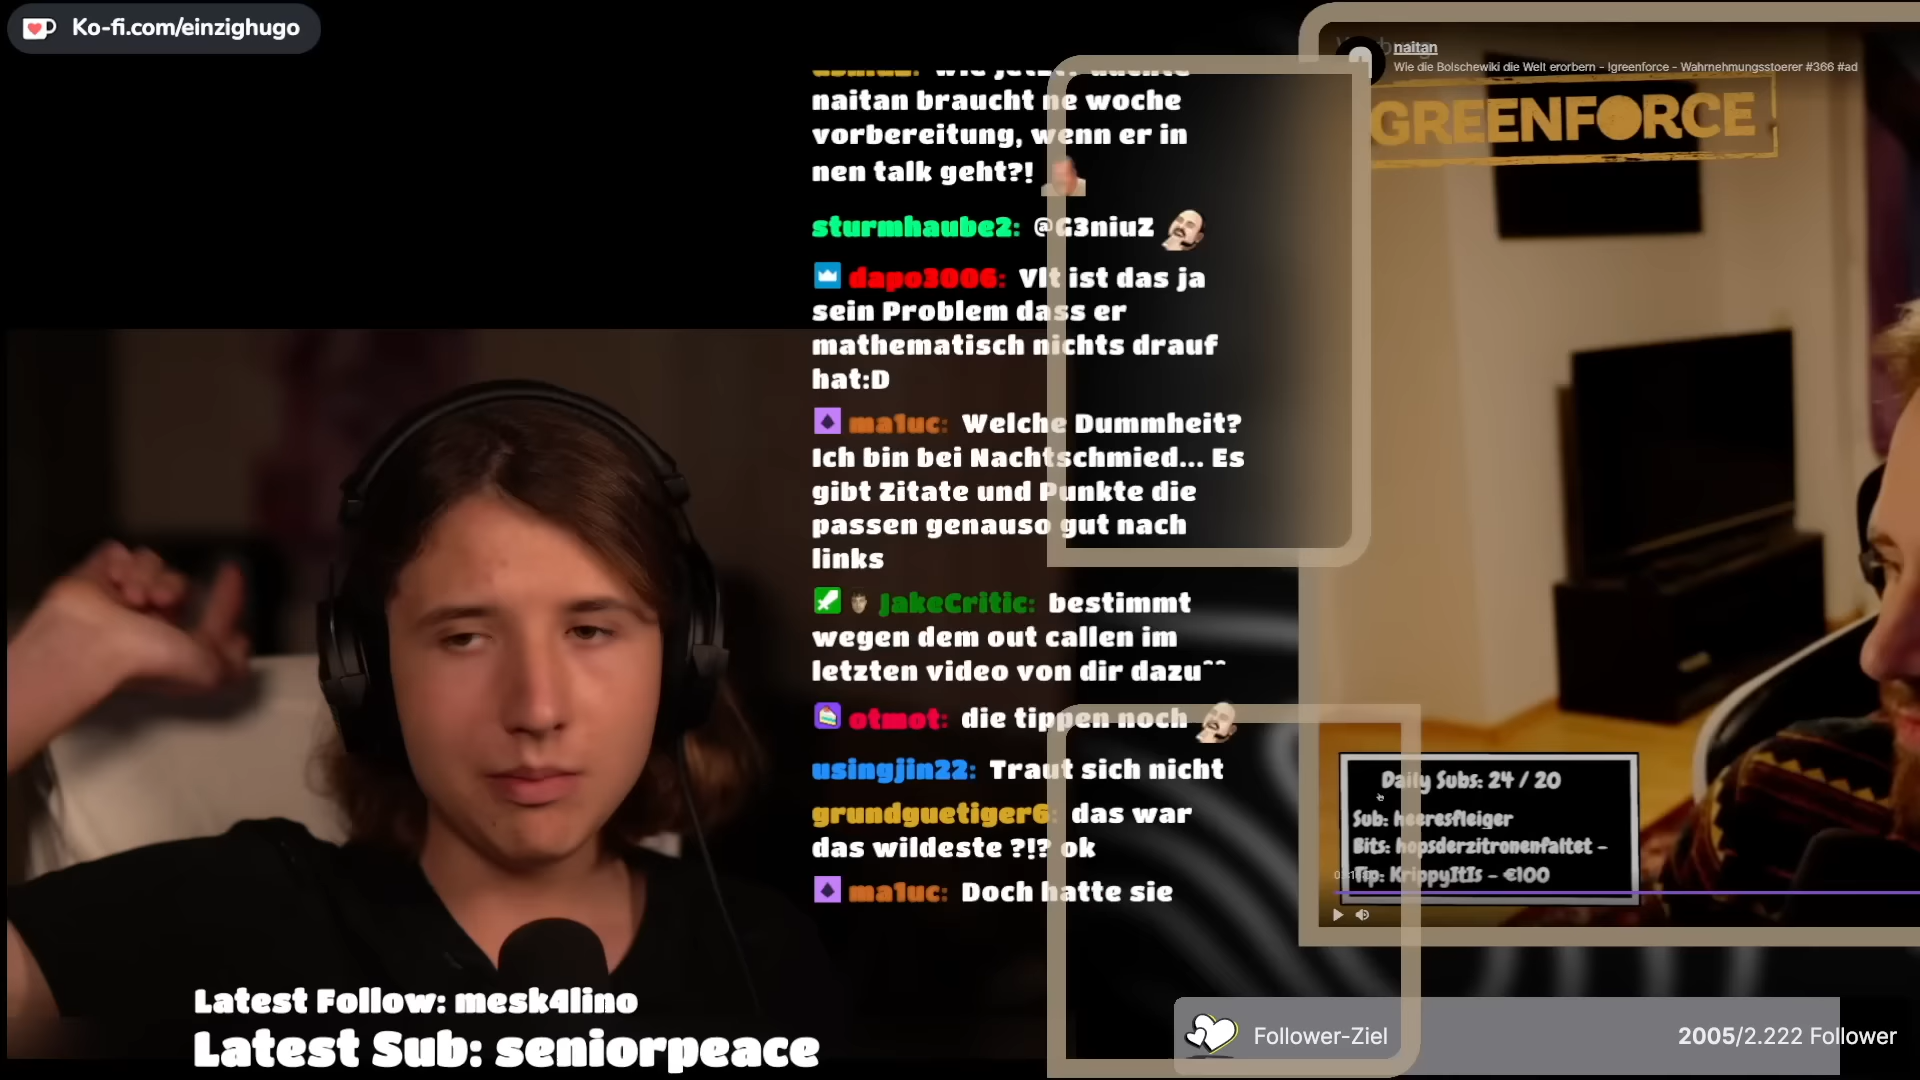 Ko-fi.com/einzighugo
naitan braucht ne woche
vorbereitung, wenn er in
nen talk geht?!
sturmhaube2: @G3niuZ
dapo3006: Vlt ist das ja
sein Problem dass er
mathematisch nichts drauf
hat:D
ma1uc: Welche Dummheit?
Ich bin bei Nachtschmied... Es
gibt Zitate und Punkte die
passen genauso gut nach
links
JakeCritic: bestimmt
wegen dem out callen im
letzten video von dir dazu^^
otmot: die tippen noch
usingjin22: Traut sich nicht
grundguetiger6: das war
das wildeste ?!? ok
ma1uc: Doch hatte sie
Latest Follow: mesk4lino
Latest Sub: seniorpeace
naitan
Wie die Bolschewiki die Welt erorbern - !greenforce - Wahrnehmungsstoerer #366 #ad
GREENFORCE
Daily Subs: 24 / 20
Sub: heeresfleiger
Bits: hopsderzitronenfaltet -
Tip: KrippyItIs - €100
Follower-Ziel
2005/2.222 Follower